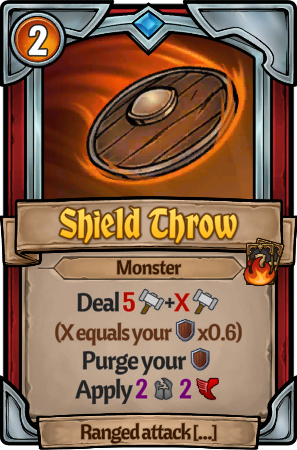 2
Shield Throw
Monster
Deal 5 +X
(X equals your x0.6)
Purge your
Apply 2 2
Ranged attack [...]